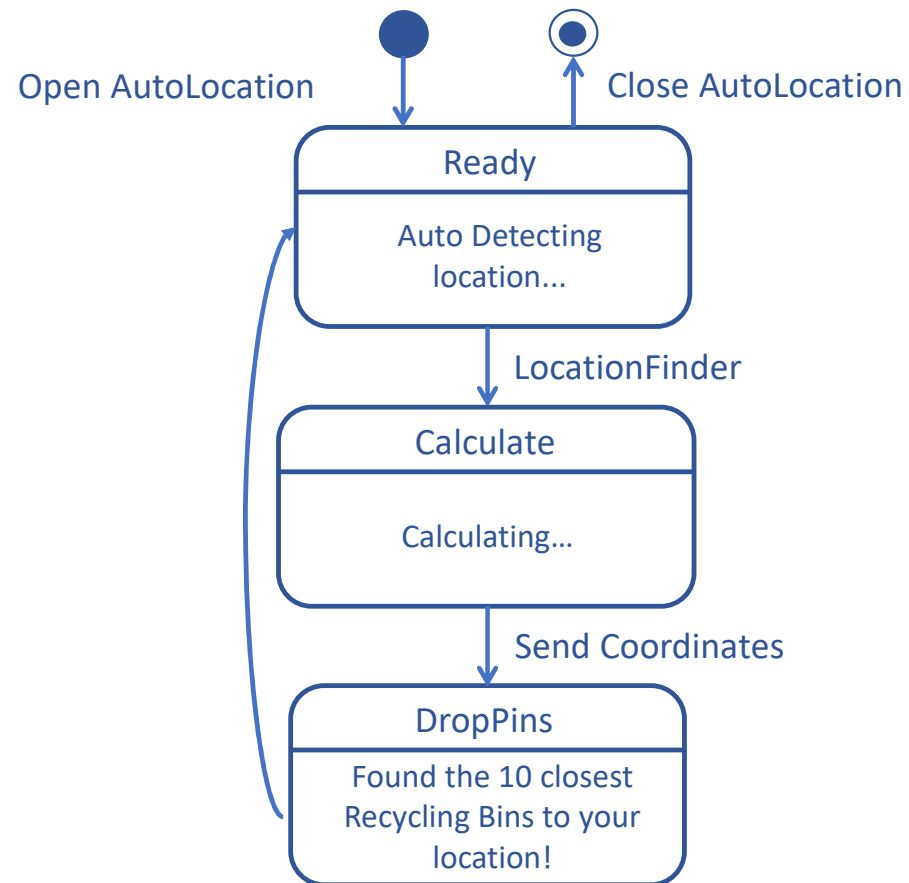 Open AutoLocation
Close AutoLocation
Ready
Auto Detecting
location...
LocationFinder
Calculate
Calculating...
Send Coordinates
DropPins
Found the 10 closest
Recycling Bins to your
location!